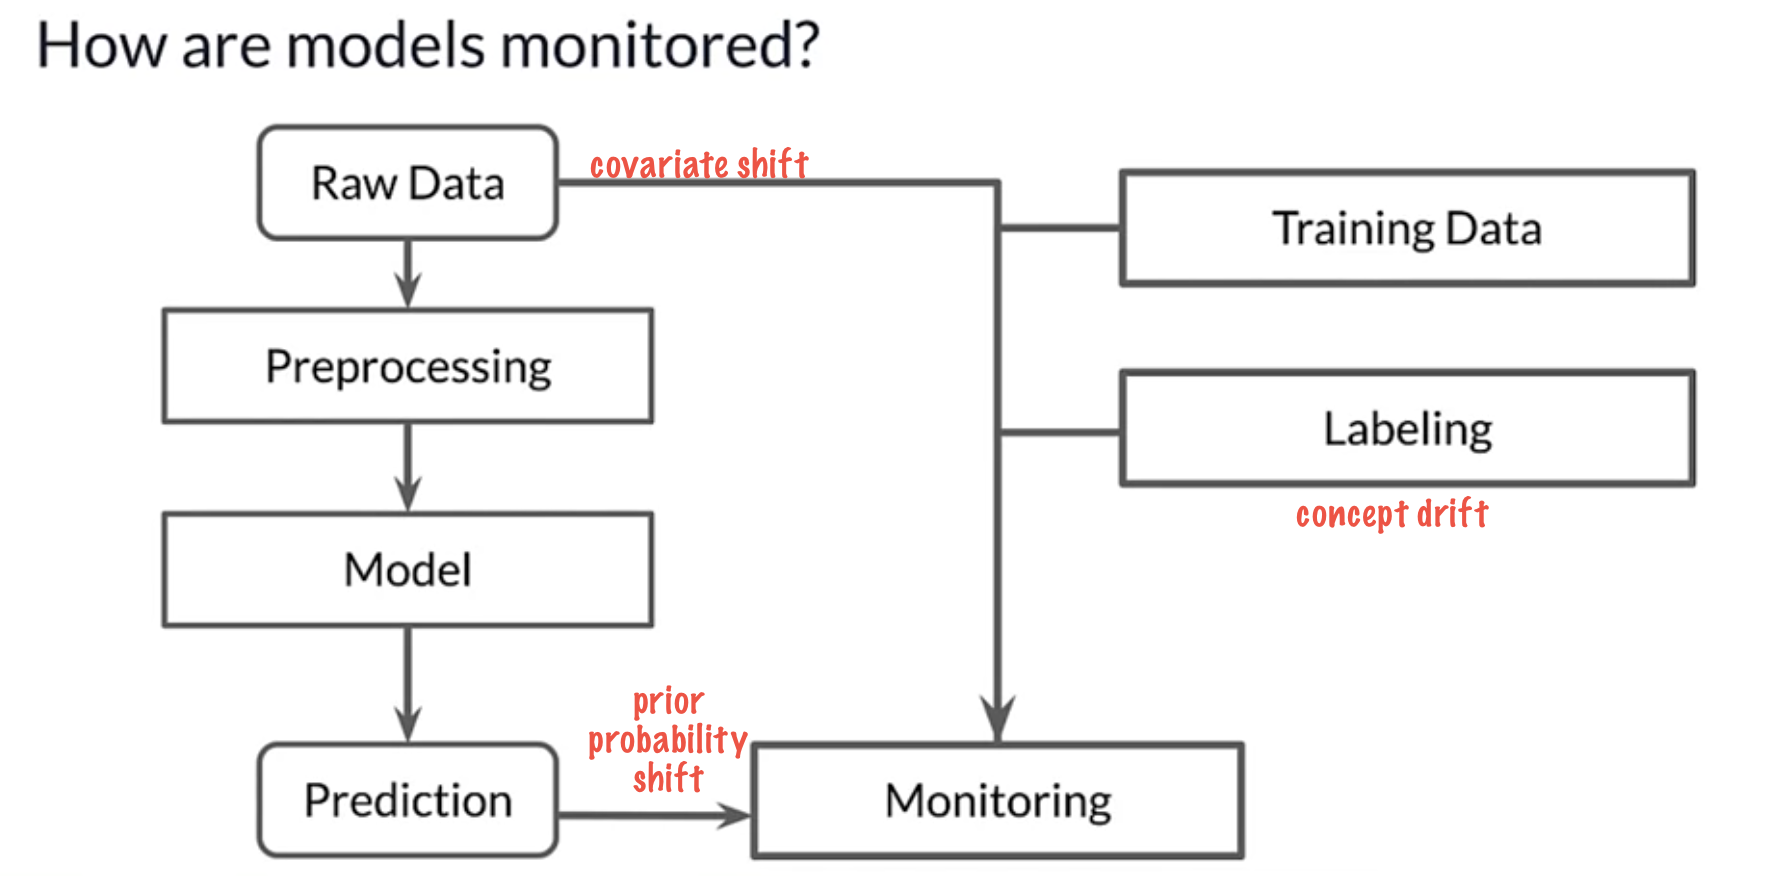 How are models monitored?
Raw Data
covariate shift
Training Data
Preprocessing
Labeling
concept drift
Model
prior
probability
shift
Prediction
Monitoring